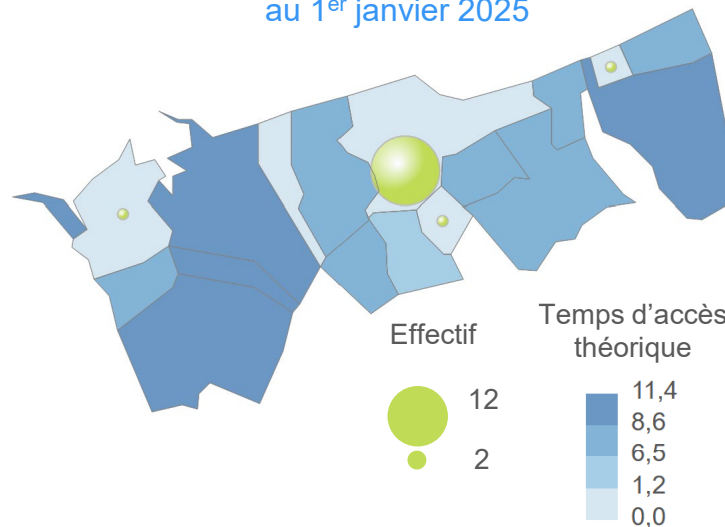 au 1er janvier 2025
Effectif
12
2
Temps d’accès
théorique
11,4
8,6
6,5
1,2
0,0